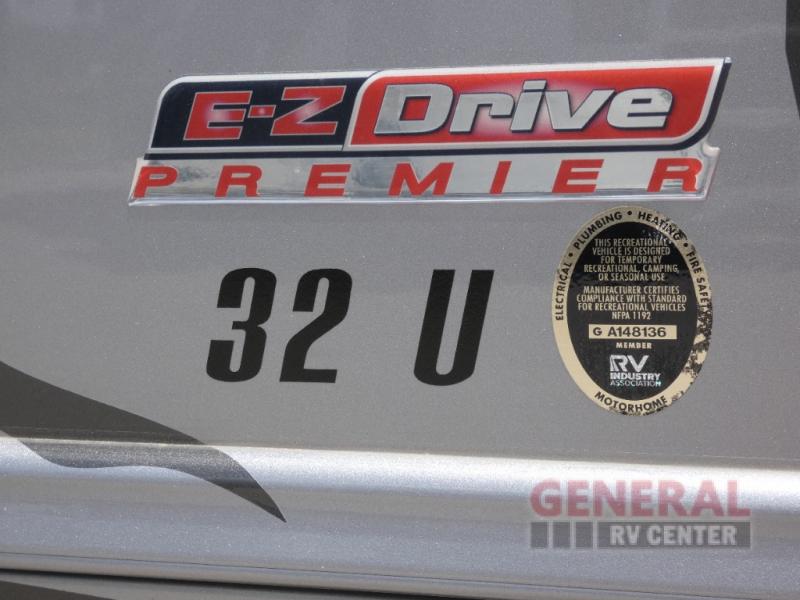 E-Z Drive
PREMIER
32 U
ELECTRICAL • PLUMBING • HEATING • FIRE SAFETY
THIS RECREATIONAL
VEHICLE IS DESIGNED
FOR TEMPORARY
RECREATIONAL, CAMPING,
OR SEASONAL USE.
MANUFACTURER CERTIFIES
COMPLIANCE WITH STANDARD
FOR RECREATIONAL VEHICLES
NFPA 1192
G A148136
MEMBER
RV
INDUSTRY
ASSOCIATION
MOTORHOME
GENERAL
RV CENTER